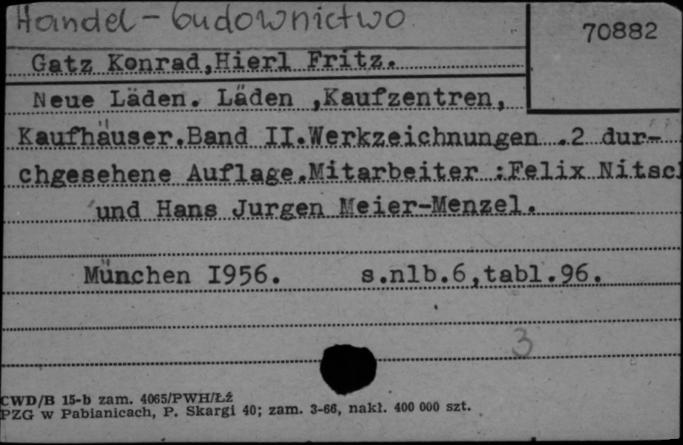 Handel - budownictwo
70882
Gatz Konrad,Hierl Fritz.
Neue Läden. Läden ,Kaufzentren,
Kaufhäuser.Band II.Werkzeichnungen .2 dur-
chgesehene Auflage.Mitarbeiter :Felix Nitsc
und Hans Jurgen Meier-Menzel.
München I956. s.nlb.6,tabl.96.
3
CWD/B 15-b zam. 4065/PWH/Łź
PZG w Pabianicach, P. Skargi 40; zam. 3-66, nakł. 400 000 szt.